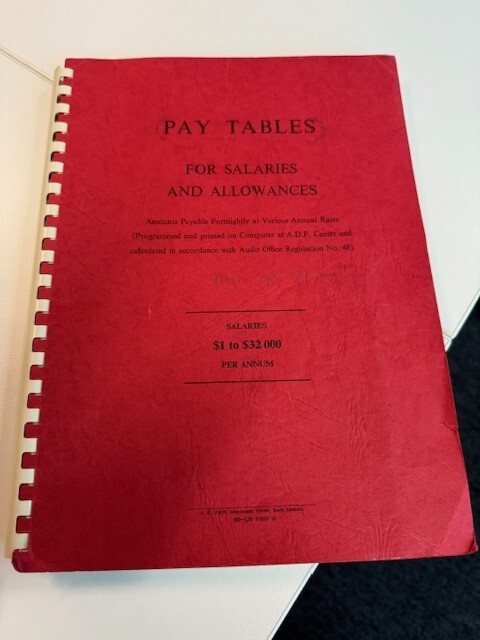 PAY TABLES
FOR SALARIES
AND ALLOWANCES
Amounts Payable Fortnightly at Various Annual Rates
(Programmed and printed on Computer at A.D.P. Centre and
calculated in accordance with Audit Office Regulation No. 48)
SALARIES
$1 to $32 000
PER ANNUM